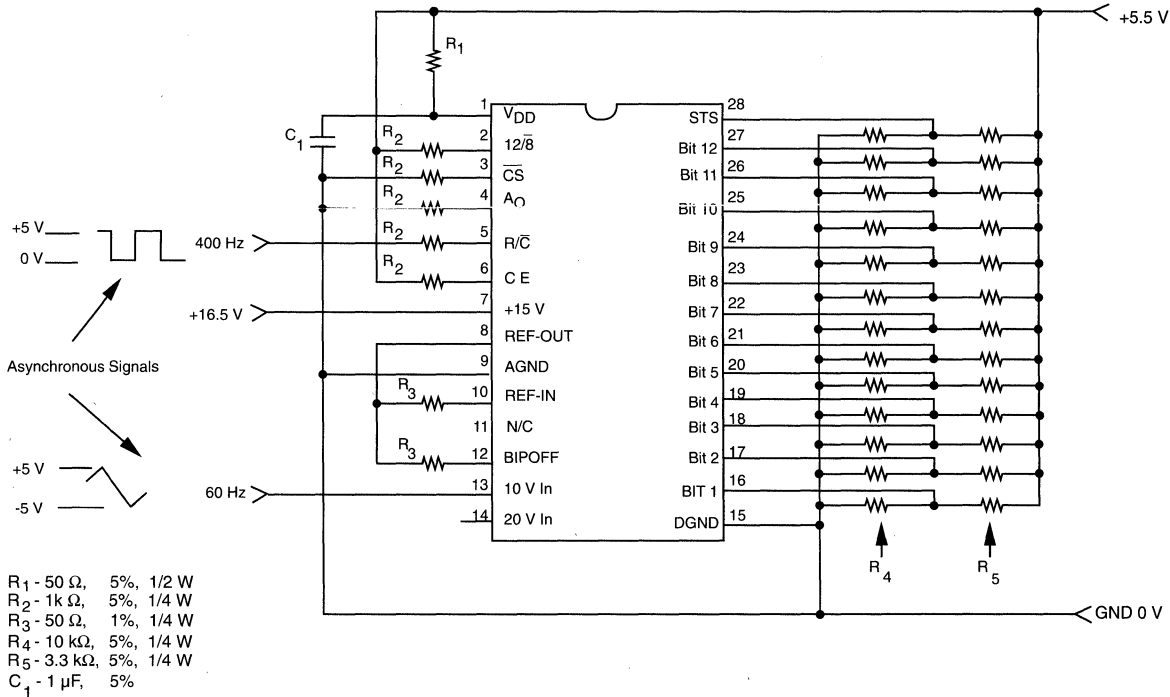 +5.5 V
R1
1 VDD
2 12/8̅
3 C̅S̅
4 AO
5 R/C̅
6 C E
7 +15 V
8 REF-OUT
9 AGND
10 REF-IN
11 N/C
12 BIPOFF
13 10 V In
14 20 V In
28 STS
27 Bit 12
26 Bit 11
25 Bit 10
24 Bit 9
23 Bit 8
22 Bit 7
21 Bit 6
20 Bit 5
19 Bit 4
18 Bit 3
17 Bit 2
16 BIT 1
15 DGND
C1
R2
R2
R2
R2
R2
R3
R3
+5 V
0 V
400 Hz
+16.5 V
Asynchronous Signals
+5 V
-5 V
60 Hz
R4
R5
GND 0 V
R1 - 50 Ω, 5%, 1/2 W
R2 - 1k Ω, 5%, 1/4 W
R3 - 50 Ω, 1%, 1/4 W
R4 - 10 kΩ, 5%, 1/4 W
R5 - 3.3 kΩ, 5%, 1/4 W
C1 - 1 µF, 5%